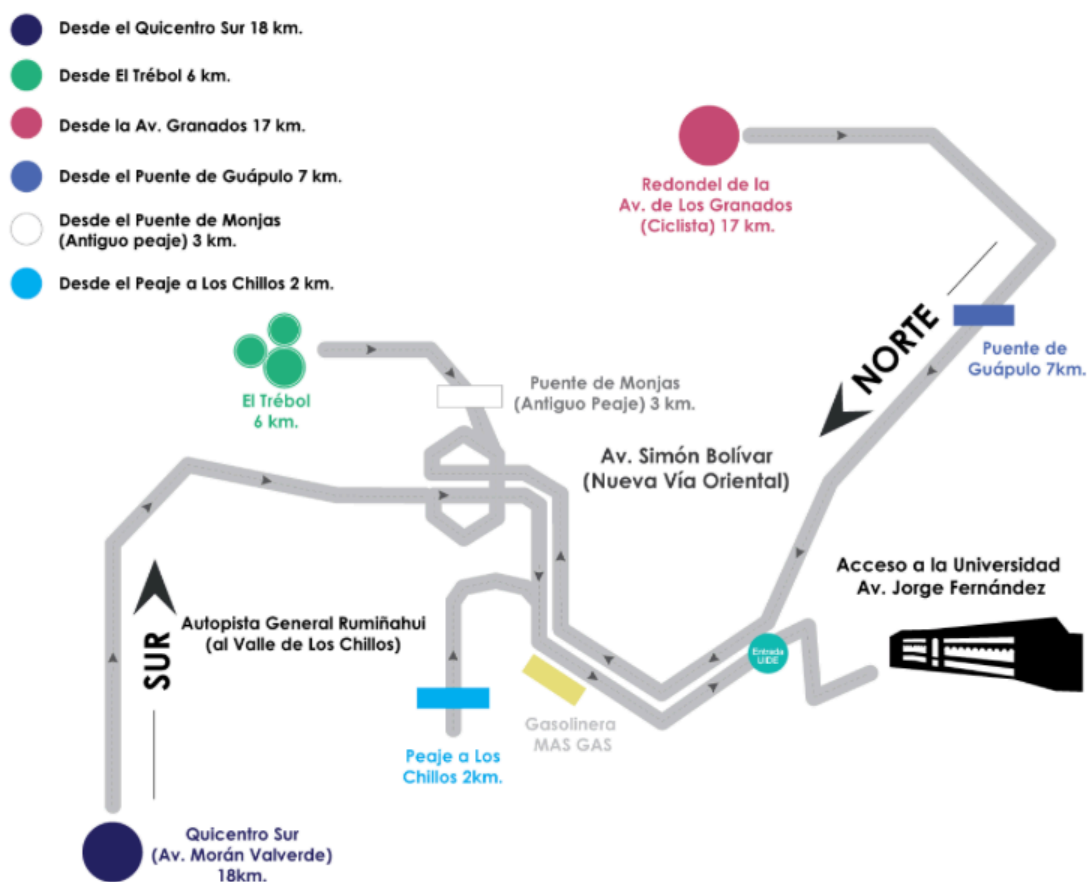 Desde el Quicentro Sur 18 km.
Desde El Trébol 6 km.
Desde la Av. Granados 17 km.
Desde el Puente de Guápulo 7 km.
Desde el Puente de Monjas
(Antiguo peaje) 3 km.
Desde el Peaje a Los Chillos 2 km.
Redondel de la
Av. de Los Granados
(Ciclista) 17 km.
NORTE
Puente de
Guápulo 7km.
El Trébol
6 km.
Puente de Monjas
(Antiguo Peaje) 3 km.
Av. Simón Bolívar
(Nueva Vía Oriental)
Acceso a la Universidad
Av. Jorge Fernández
SUR
Autopista General Rumiñahui
(al Valle de Los Chillos)
Entrada
UIDE
Gasolinera
MAS GAS
Peaje a Los
Chillos 2km.
Quicentro Sur
(Av. Morán Valverde)
18km.